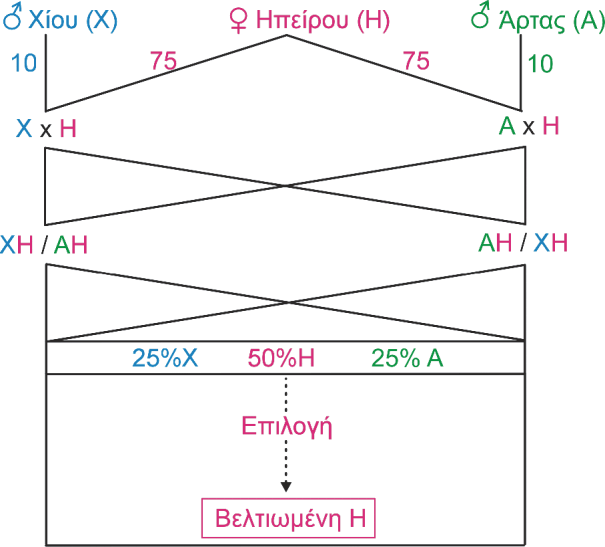 ♂ Χίου (Χ) ♀ Ηπείρου (Η) ♂ Άρτας (Α)
10 75 75 10
Χ x Η Α x Η
ΧΗ / ΑΗ ΑΗ / ΧΗ
25%Χ 50%Η 25% Α
Επιλογή
Βελτιωμένη Η